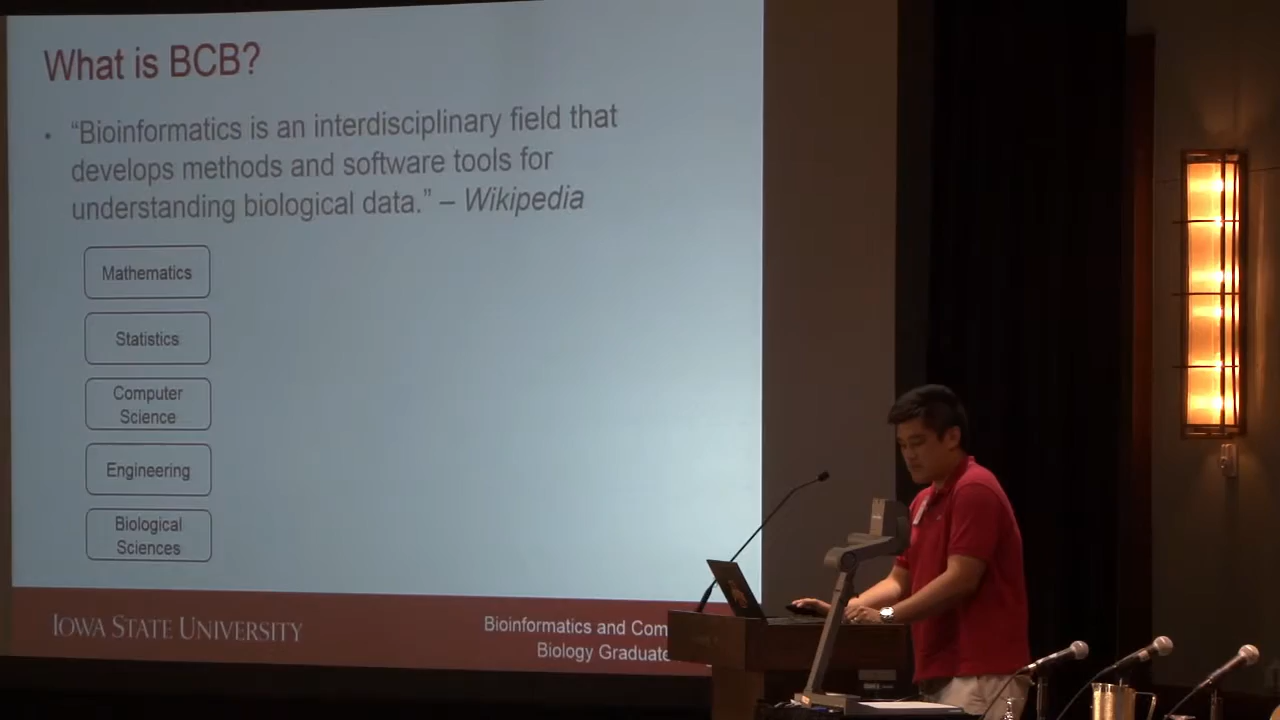 What is BCB?
• “Bioinformatics is an interdisciplinary field that
develops methods and software tools for
understanding biological data.” – Wikipedia
Mathematics
Statistics
Computer
Science
Engineering
Biological
Sciences
IOWA STATE UNIVERSITY
Bioinformatics and Com
Biology Graduate